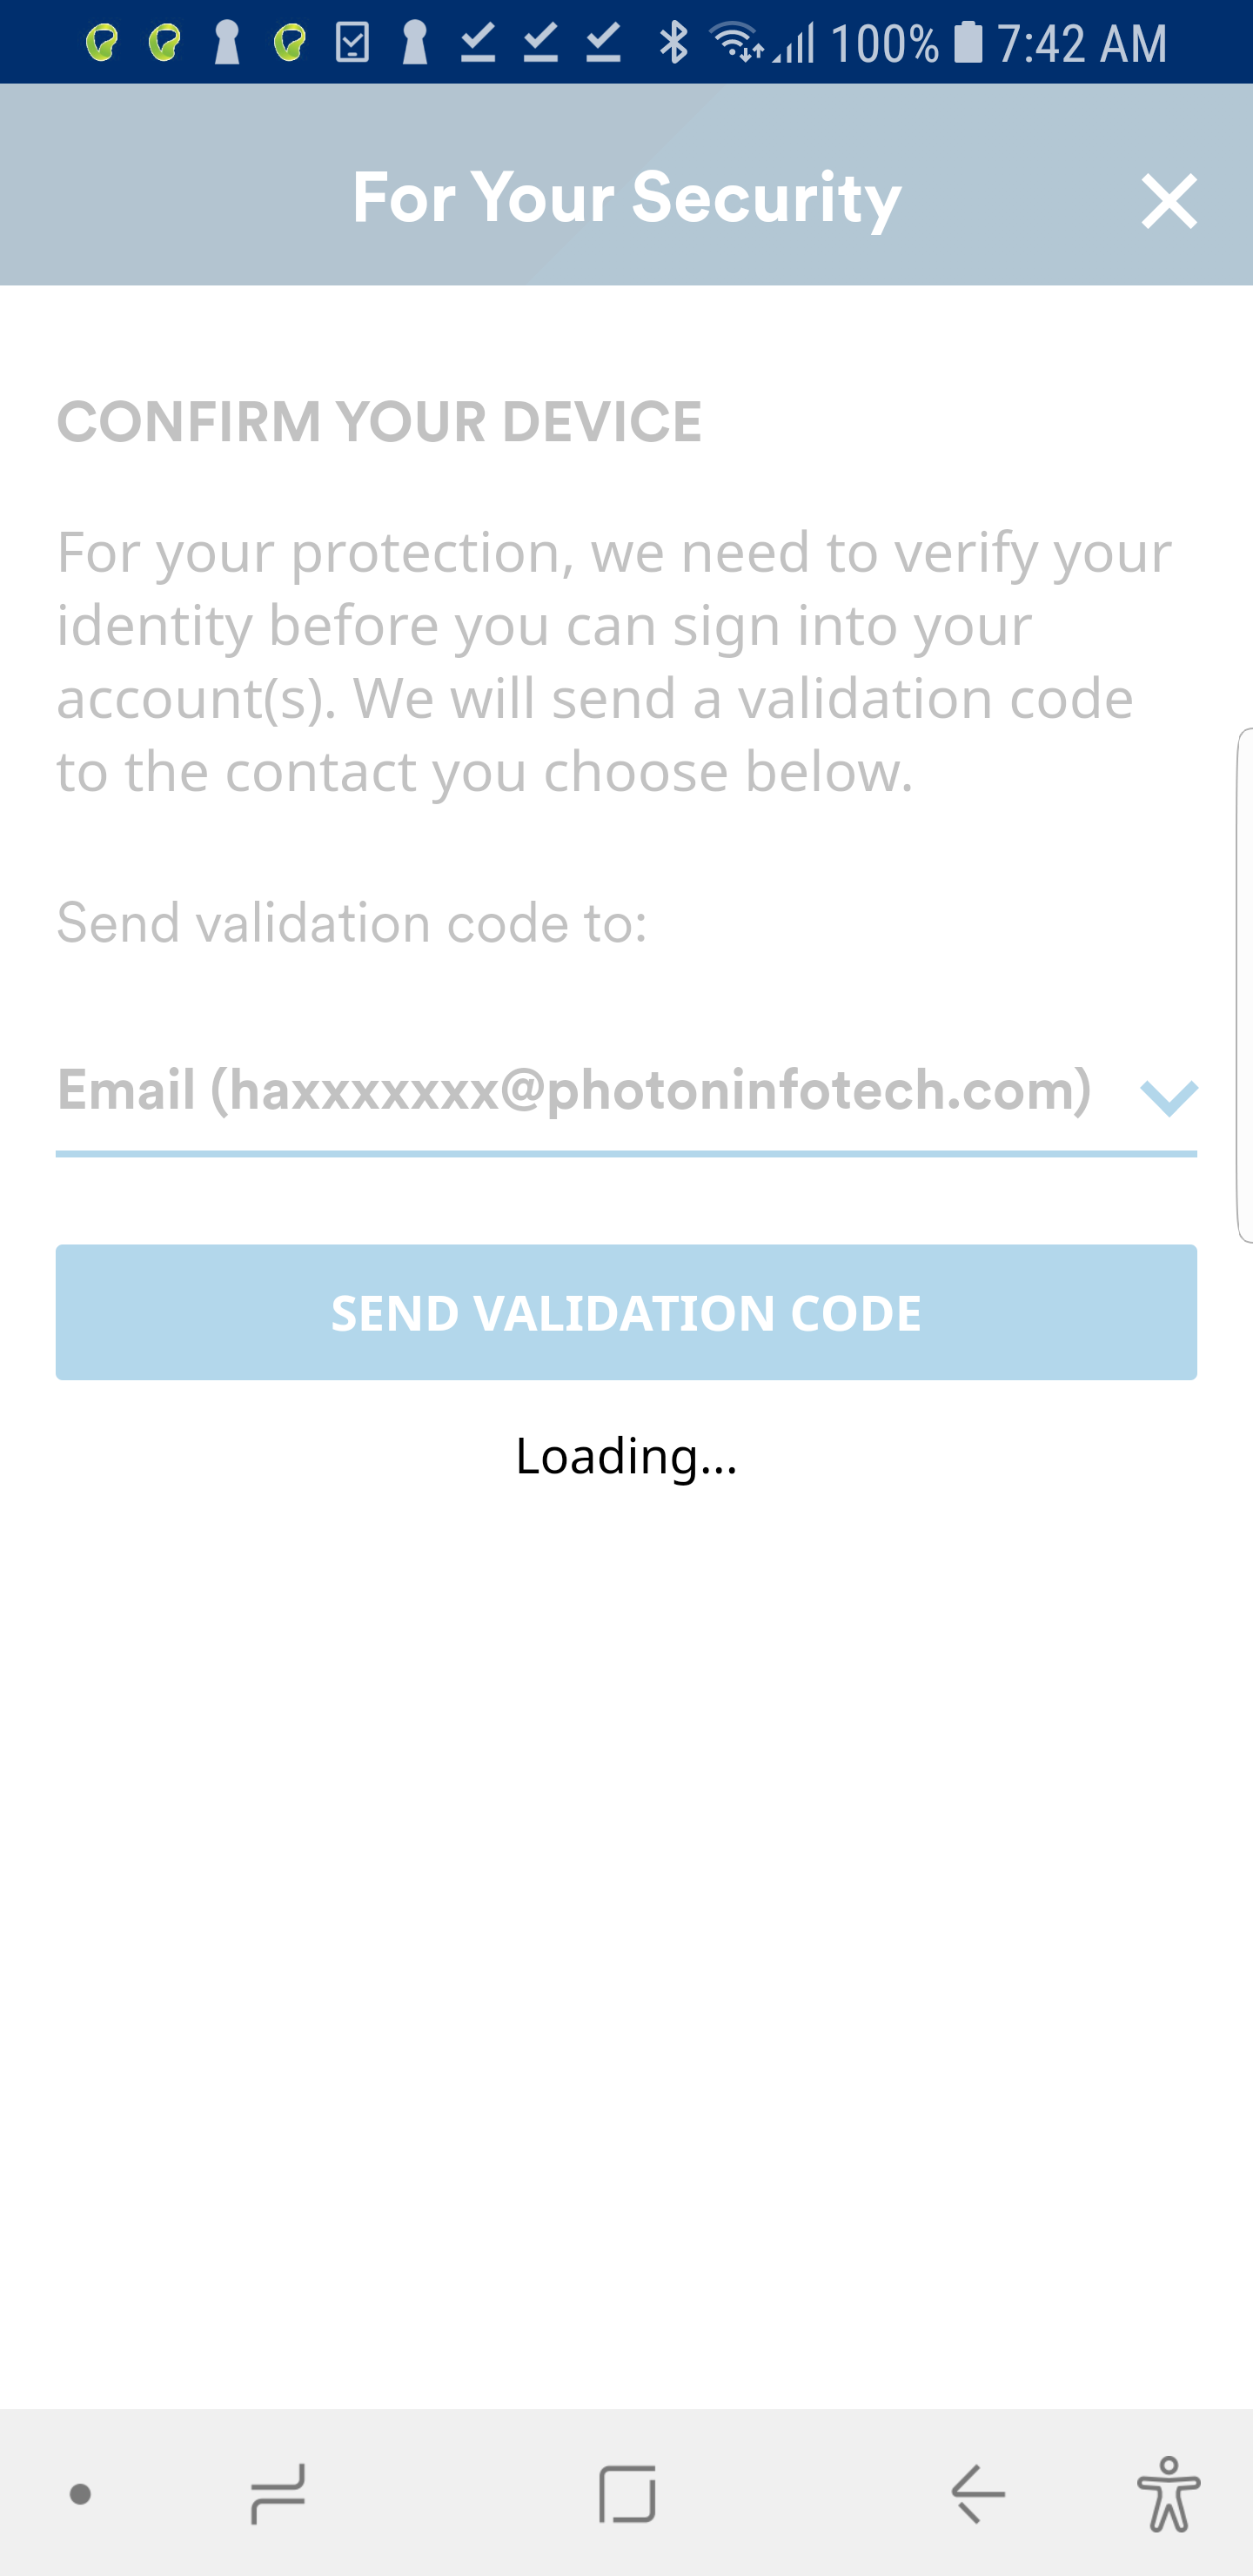 100% 7:42 AM
For Your Security
CONFIRM YOUR DEVICE
For your protection, we need to verify your
identity before you can sign into your
account(s). We will send a validation code
to the contact you choose below.
Send validation code to:
Email (haxxxxxxx@photoninfotech.com)
SEND VALIDATION CODE
Loading...